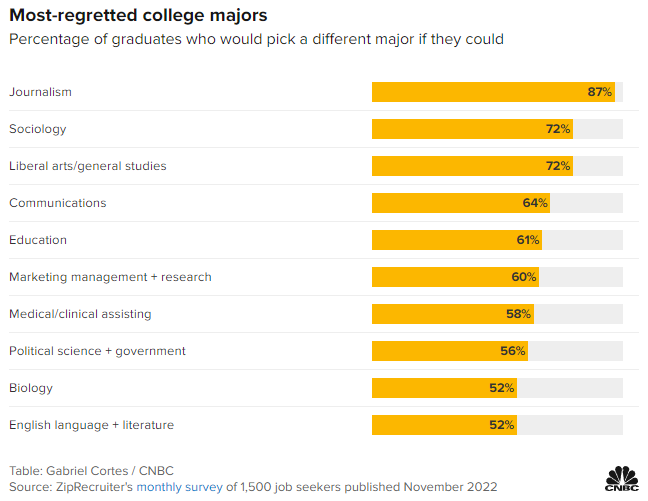 Most-regretted college majors
Percentage of graduates who would pick a different major if they could
Journalism 87%
Sociology 72%
Liberal arts/general studies 72%
Communications 64%
Education 61%
Marketing management + research 60%
Medical/clinical assisting 58%
Political science + government 56%
Biology 52%
English language + literature 52%
Table: Gabriel Cortes / CNBC
Source: ZipRecruiter's monthly survey of 1,500 job seekers published November 2022
CNBC